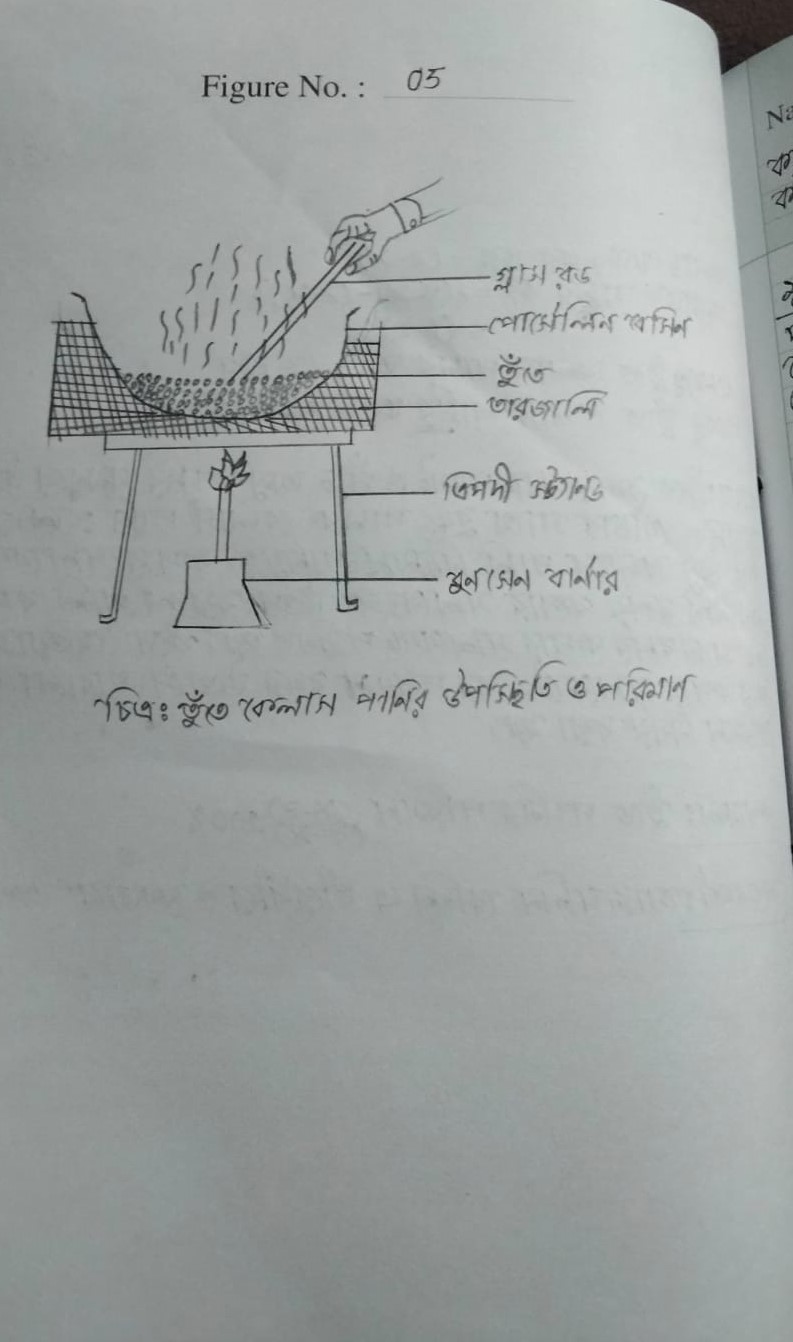 Figure No. : 05
গ্লাস রড
পোর্সেলিন বেসিন
তুঁতে
তারজালি
ত্রিপদী স্ট্যান্ড
বুনসেন বার্নার
চিত্রঃ তুঁতে কেলাস পানির উপস্থিতি ও পরিমাণ